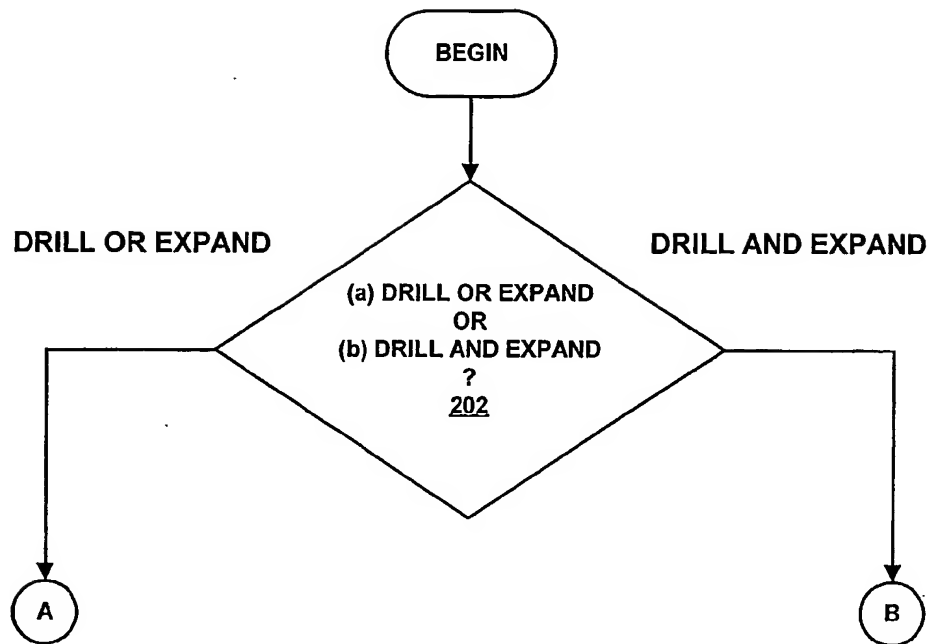 BEGIN
DRILL OR EXPAND
DRILL AND EXPAND
(a) DRILL OR EXPAND
OR
(b) DRILL AND EXPAND
?
202
A
B